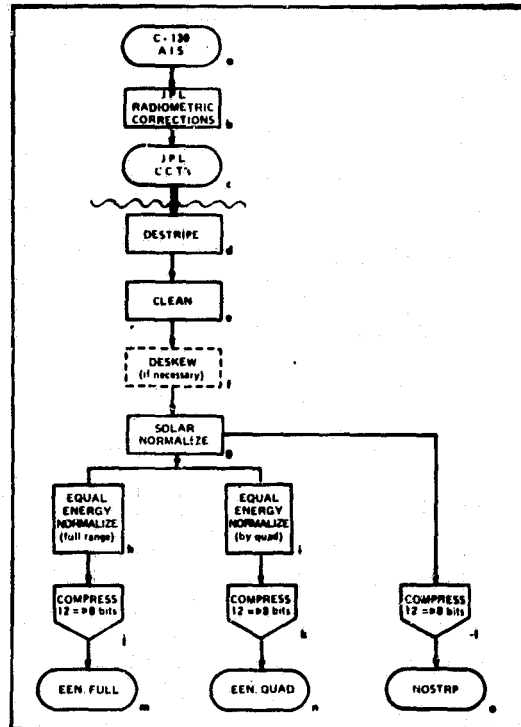 C-130
AIS
a
JPL
RADIOMETRIC
CORRECTIONS
b
JPL
CCT's
c
DESTRIPE
d
CLEAN
e
DESKEW
(if necessary)
f
SOLAR
NORMALIZE
g
EQUAL
ENERGY
NORMALIZE
(full range)
h
EQUAL
ENERGY
NORMALIZE
(by quad)
i
COMPRESS
12 => 8 bits
j
COMPRESS
12 => 8 bits
k
COMPRESS
12 => 8 bits
l
EEN. FULL
m
EEN. QUAD
n
NOSTRP
o